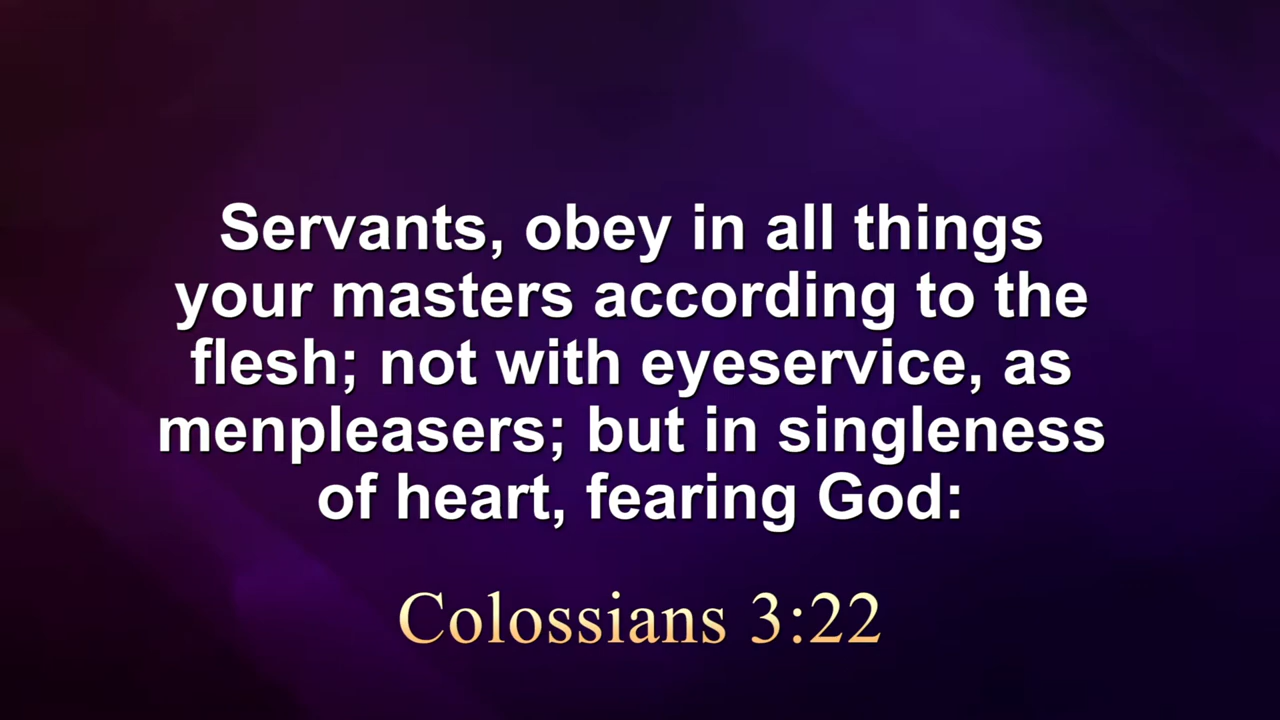 Servants, obey in all things
your masters according to the
flesh; not with eyeservice, as
menpleasers; but in singleness
of heart, fearing God:
Colossians 3:22